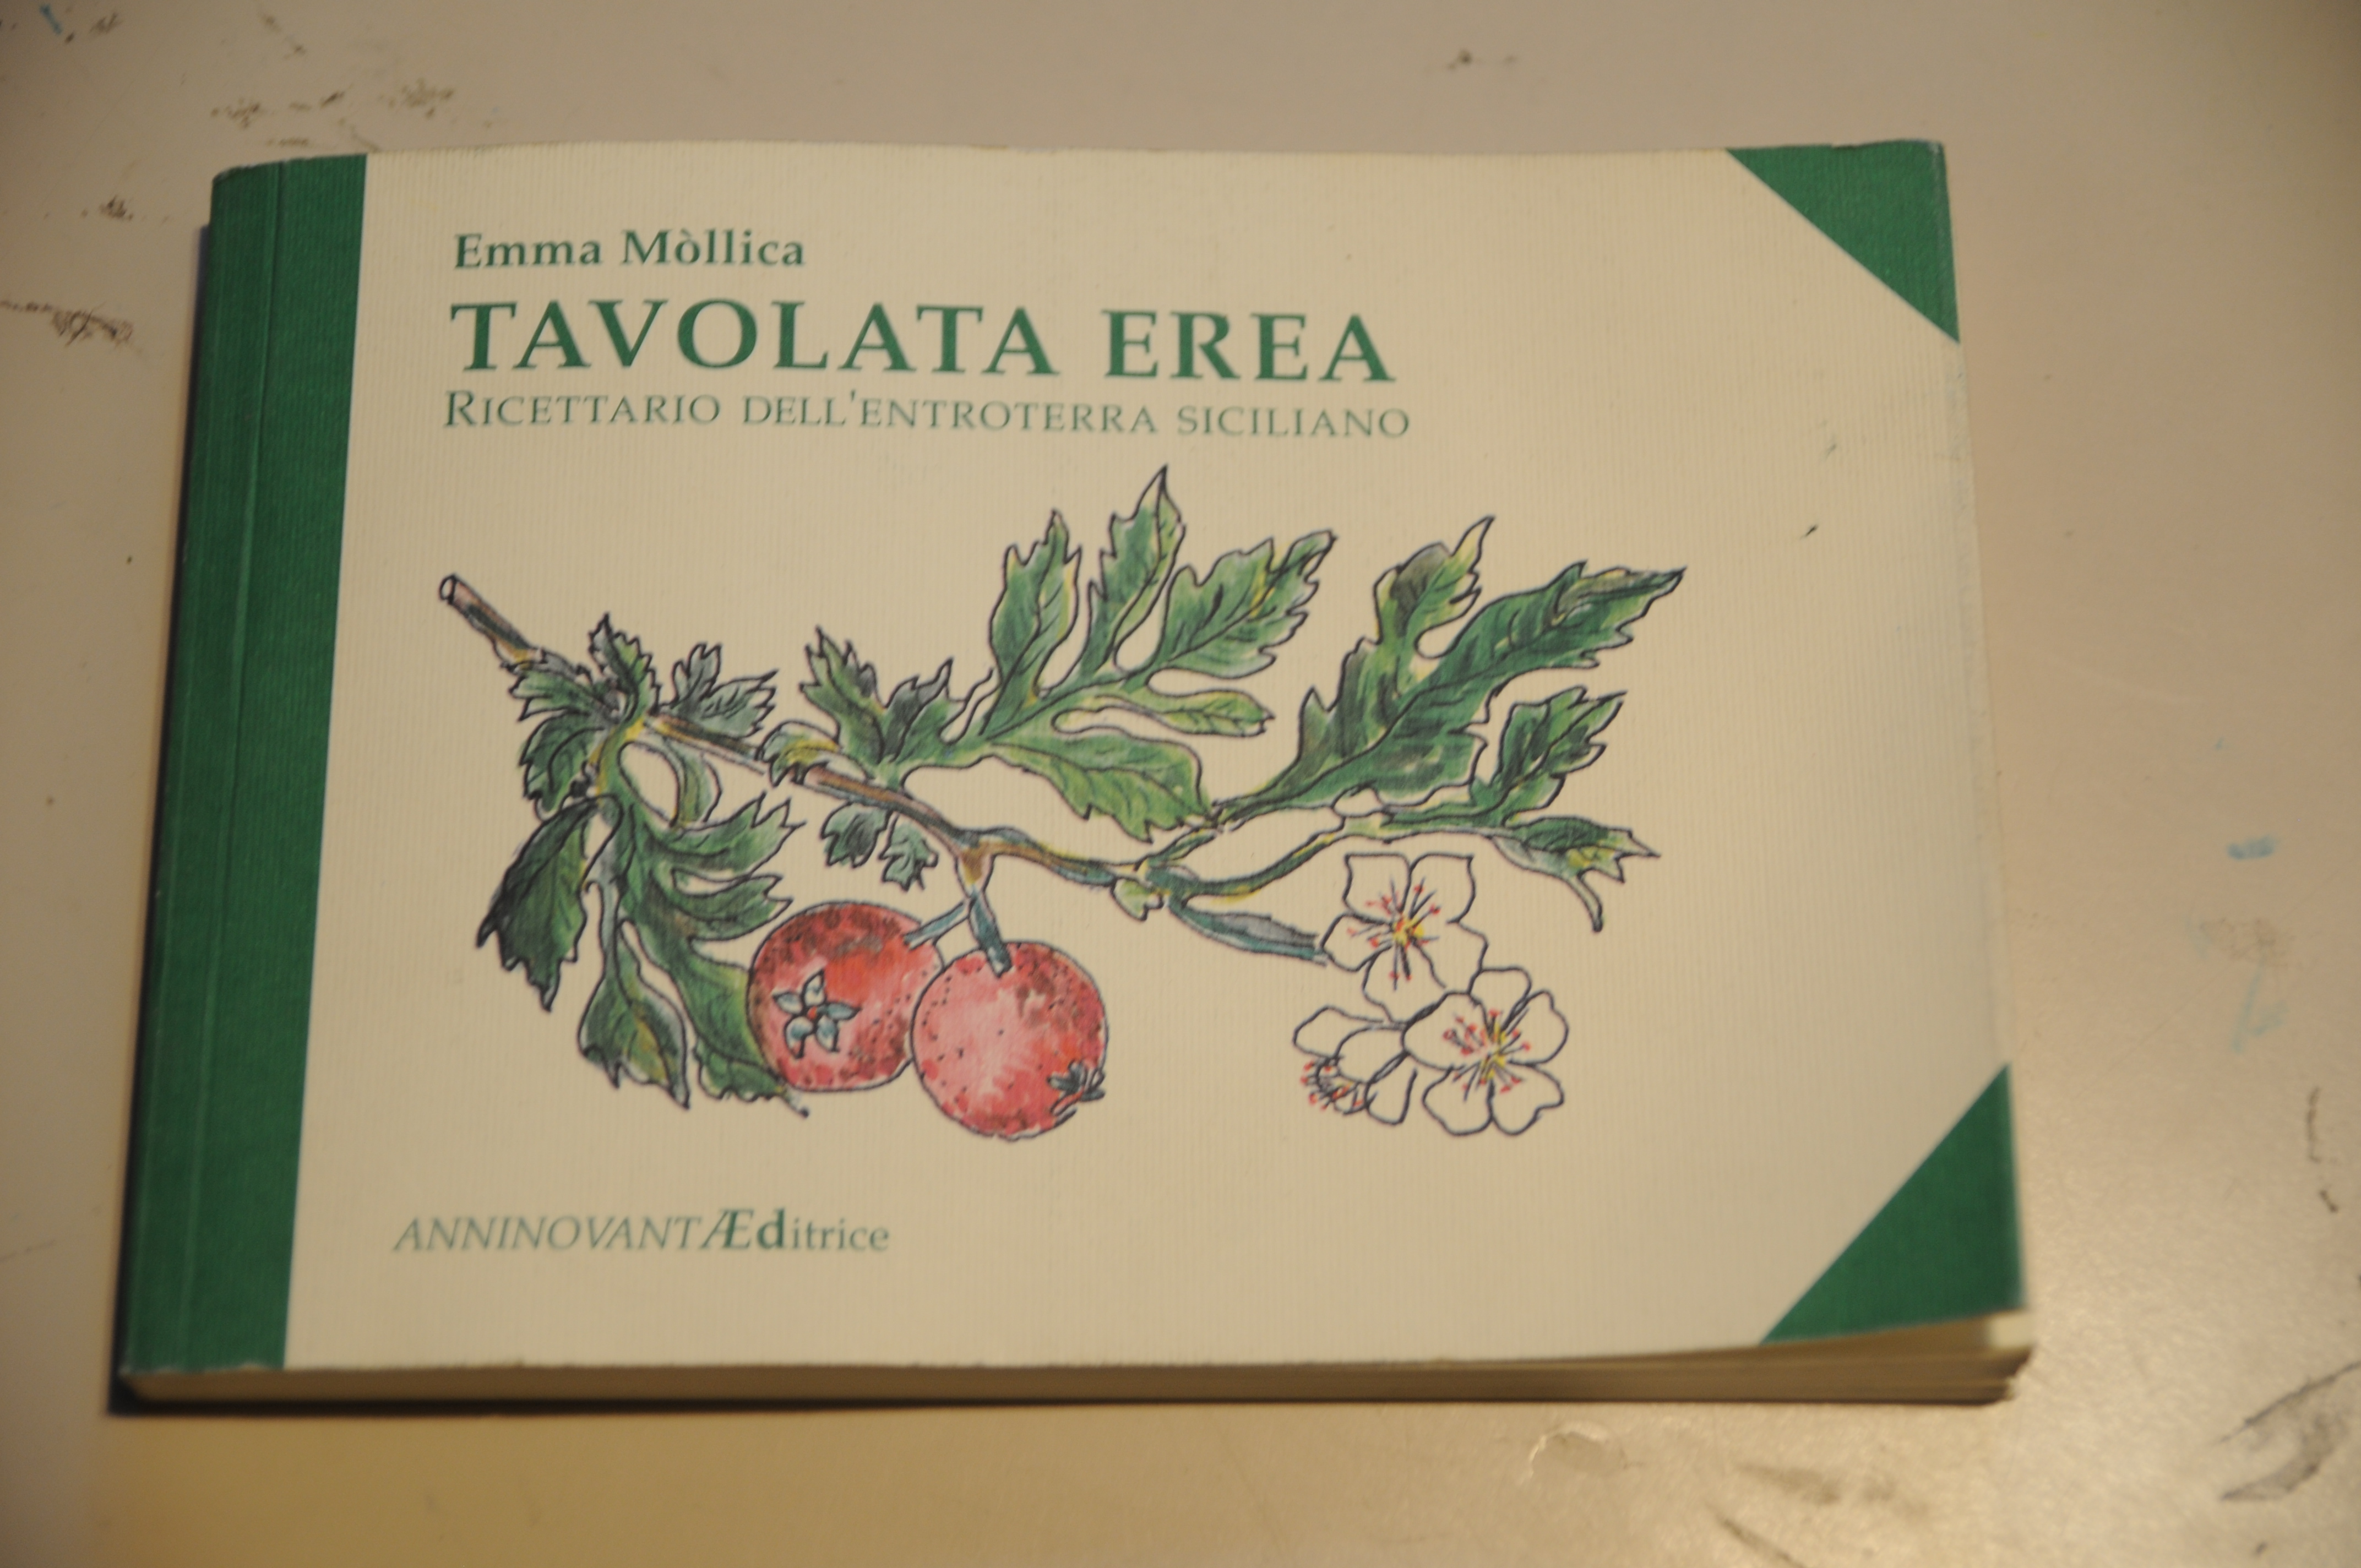 Emma Mòllica
TAVOLATA EREA
RICETTARIO DELL'ENTROTERRA SICILIANO
ANNINOVANTÆditrice